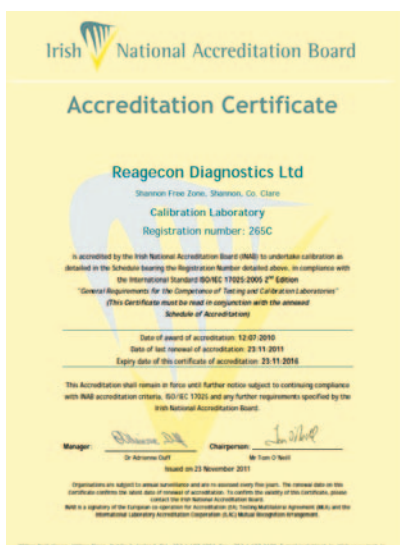 Irish National Accreditation Board
Accreditation Certificate
Reagecon Diagnostics Ltd
Shannon Free Zone, Shannon, Co. Clare
Calibration Laboratory
Registration number: 265C
is accredited by the Irish National Accreditation Board (INAB) to undertake calibration as
detailed in the Schedule bearing the Registration Number detailed above, in compliance with
the International Standard ISO/IEC 17025:2005 2ND Edition
"General Requirements for the Competence of Testing and Calibration Laboratories"
(This Certificate must be read in conjunction with the annexed
Schedule of Accreditation)
Date of award of accreditation: 12:07:2010
Date of last renewal of accreditation: 23:11:2011
Expiry date of this certificate of accreditation: 23:11:2016
This Accreditation shall remain in force until further notice subject to continuing compliance
with INAB accreditation criteria, ISO/IEC 17025 and any further requirements specified by the
Irish National Accreditation Board.
Manager: Chairperson:
Dr Adrienne Duff Mr Tom O'Neill
Issued on 23 November 2011
Organisations are subject to annual surveillance and are re-assessed every five years. The renewal date on this
Certificate confirms the latest date of renewal of accreditation. To confirm the validity of this Certificate, please
contact the Irish National Accreditation Board.
INAB is a signatory of the European co-operation for Accreditation (EA) Testing Multilateral Agreement (MLA) and the
International Laboratory Accreditation Cooperation (ILAC) Mutual Recognition Arrangement.